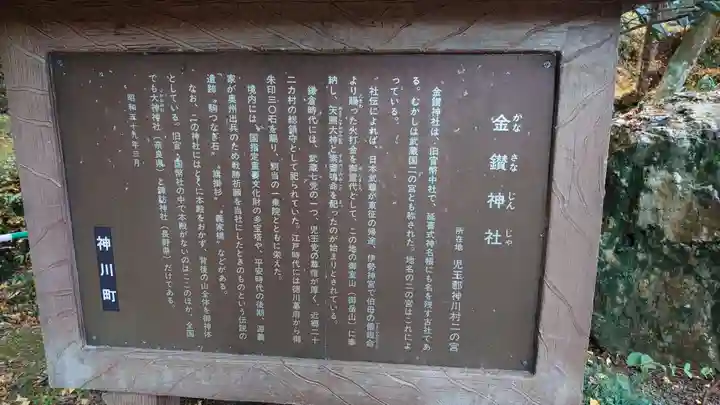 かな さな じん じゃ
金鑚神社
所在地 児玉郡神川村二の宮
金鑚神社は、旧官幣中社で、延喜式神名帳にも名を残す古社であ
る。むかしは武蔵国二の宮とも称された。地名の二の宮はこれによ
っている。
社伝によれば、日本武尊が東征の帰途、伊勢神宮で伯母の倭姫命
より賜った火打金を御霊代として、この地の御室山(御嶽山)に奉
納し、天照大神と素盞嗚命を祀ったのが始まりとされている。
鎌倉時代には、武蔵七党の一つ、児玉党の尊信が厚く、近郷二十
二カ村の総鎮守として祀られていた。江戸時代には徳川幕府から御
朱印三〇石を賜り、別当の一乗院とともに栄えた。
境内には、国指定重要文化財の多宝塔や、平安時代の後期、源義
家が奥州出兵のため戦勝祈願を当社にしたときのものという伝説の
遺跡〝駒つなぎ石〟〝旗掛杉〟〝義家橋〟などがある。
なお、この神社にはとくに本殿をおかず、背後の山全体を御神体
としている。旧官・国幣社の中で本殿がないのはここのほか、全国
でも大神神社(奈良県)と諏訪神社(長野県)だけである。
昭和五十九年三月
神川町